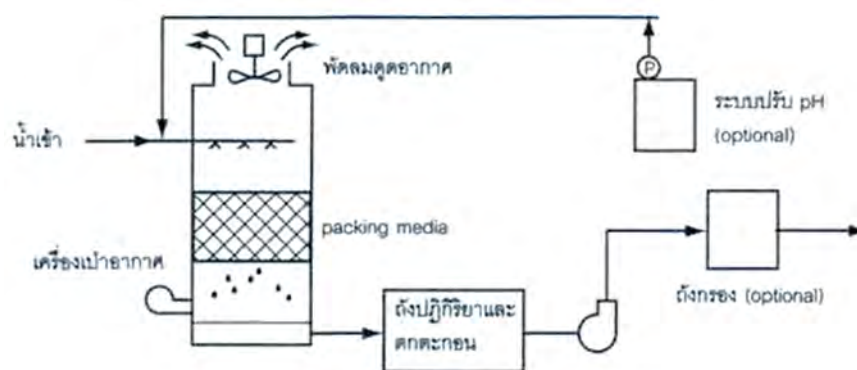 พัดลมดูดอากาศ
P
ระบบปรับ pH
(optional)
น้ำเข้า
packing media
เครื่องเป่าอากาศ
ถังปฏิกิริยาและ
ตกตะกอน
ถังกรอง (optional)